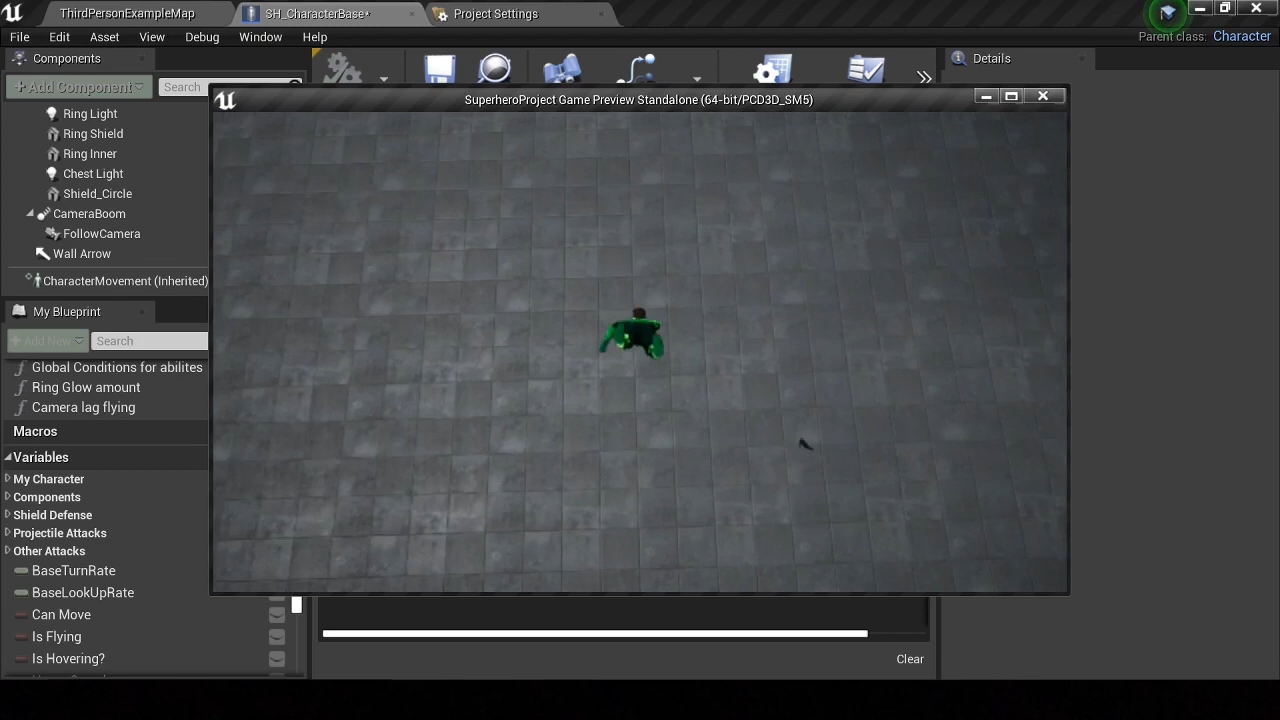 ThirdPersonExampleMap
SH_CharacterBase*
Project Settings
File Edit Asset View Debug Window Help
Parent class: Character
Components
Details
+Add Component
Search
SuperheroProject Game Preview Standalone (64-bit/PCD3D_SM5)
Ring Light
Ring Shield
Ring Inner
Chest Light
Shield_Circle
CameraBoom
FollowCamera
Wall Arrow
CharacterMovement (Inherited)
My Blueprint
+ Add New
Search
Global Conditions for abilites
Ring Glow amount
Camera lag flying
Macros
Variables
My Character
Components
Shield Defense
Projectile Attacks
Other Attacks
BaseTurnRate
BaseLookUpRate
Can Move
Is Flying
Is Hovering?
Clear